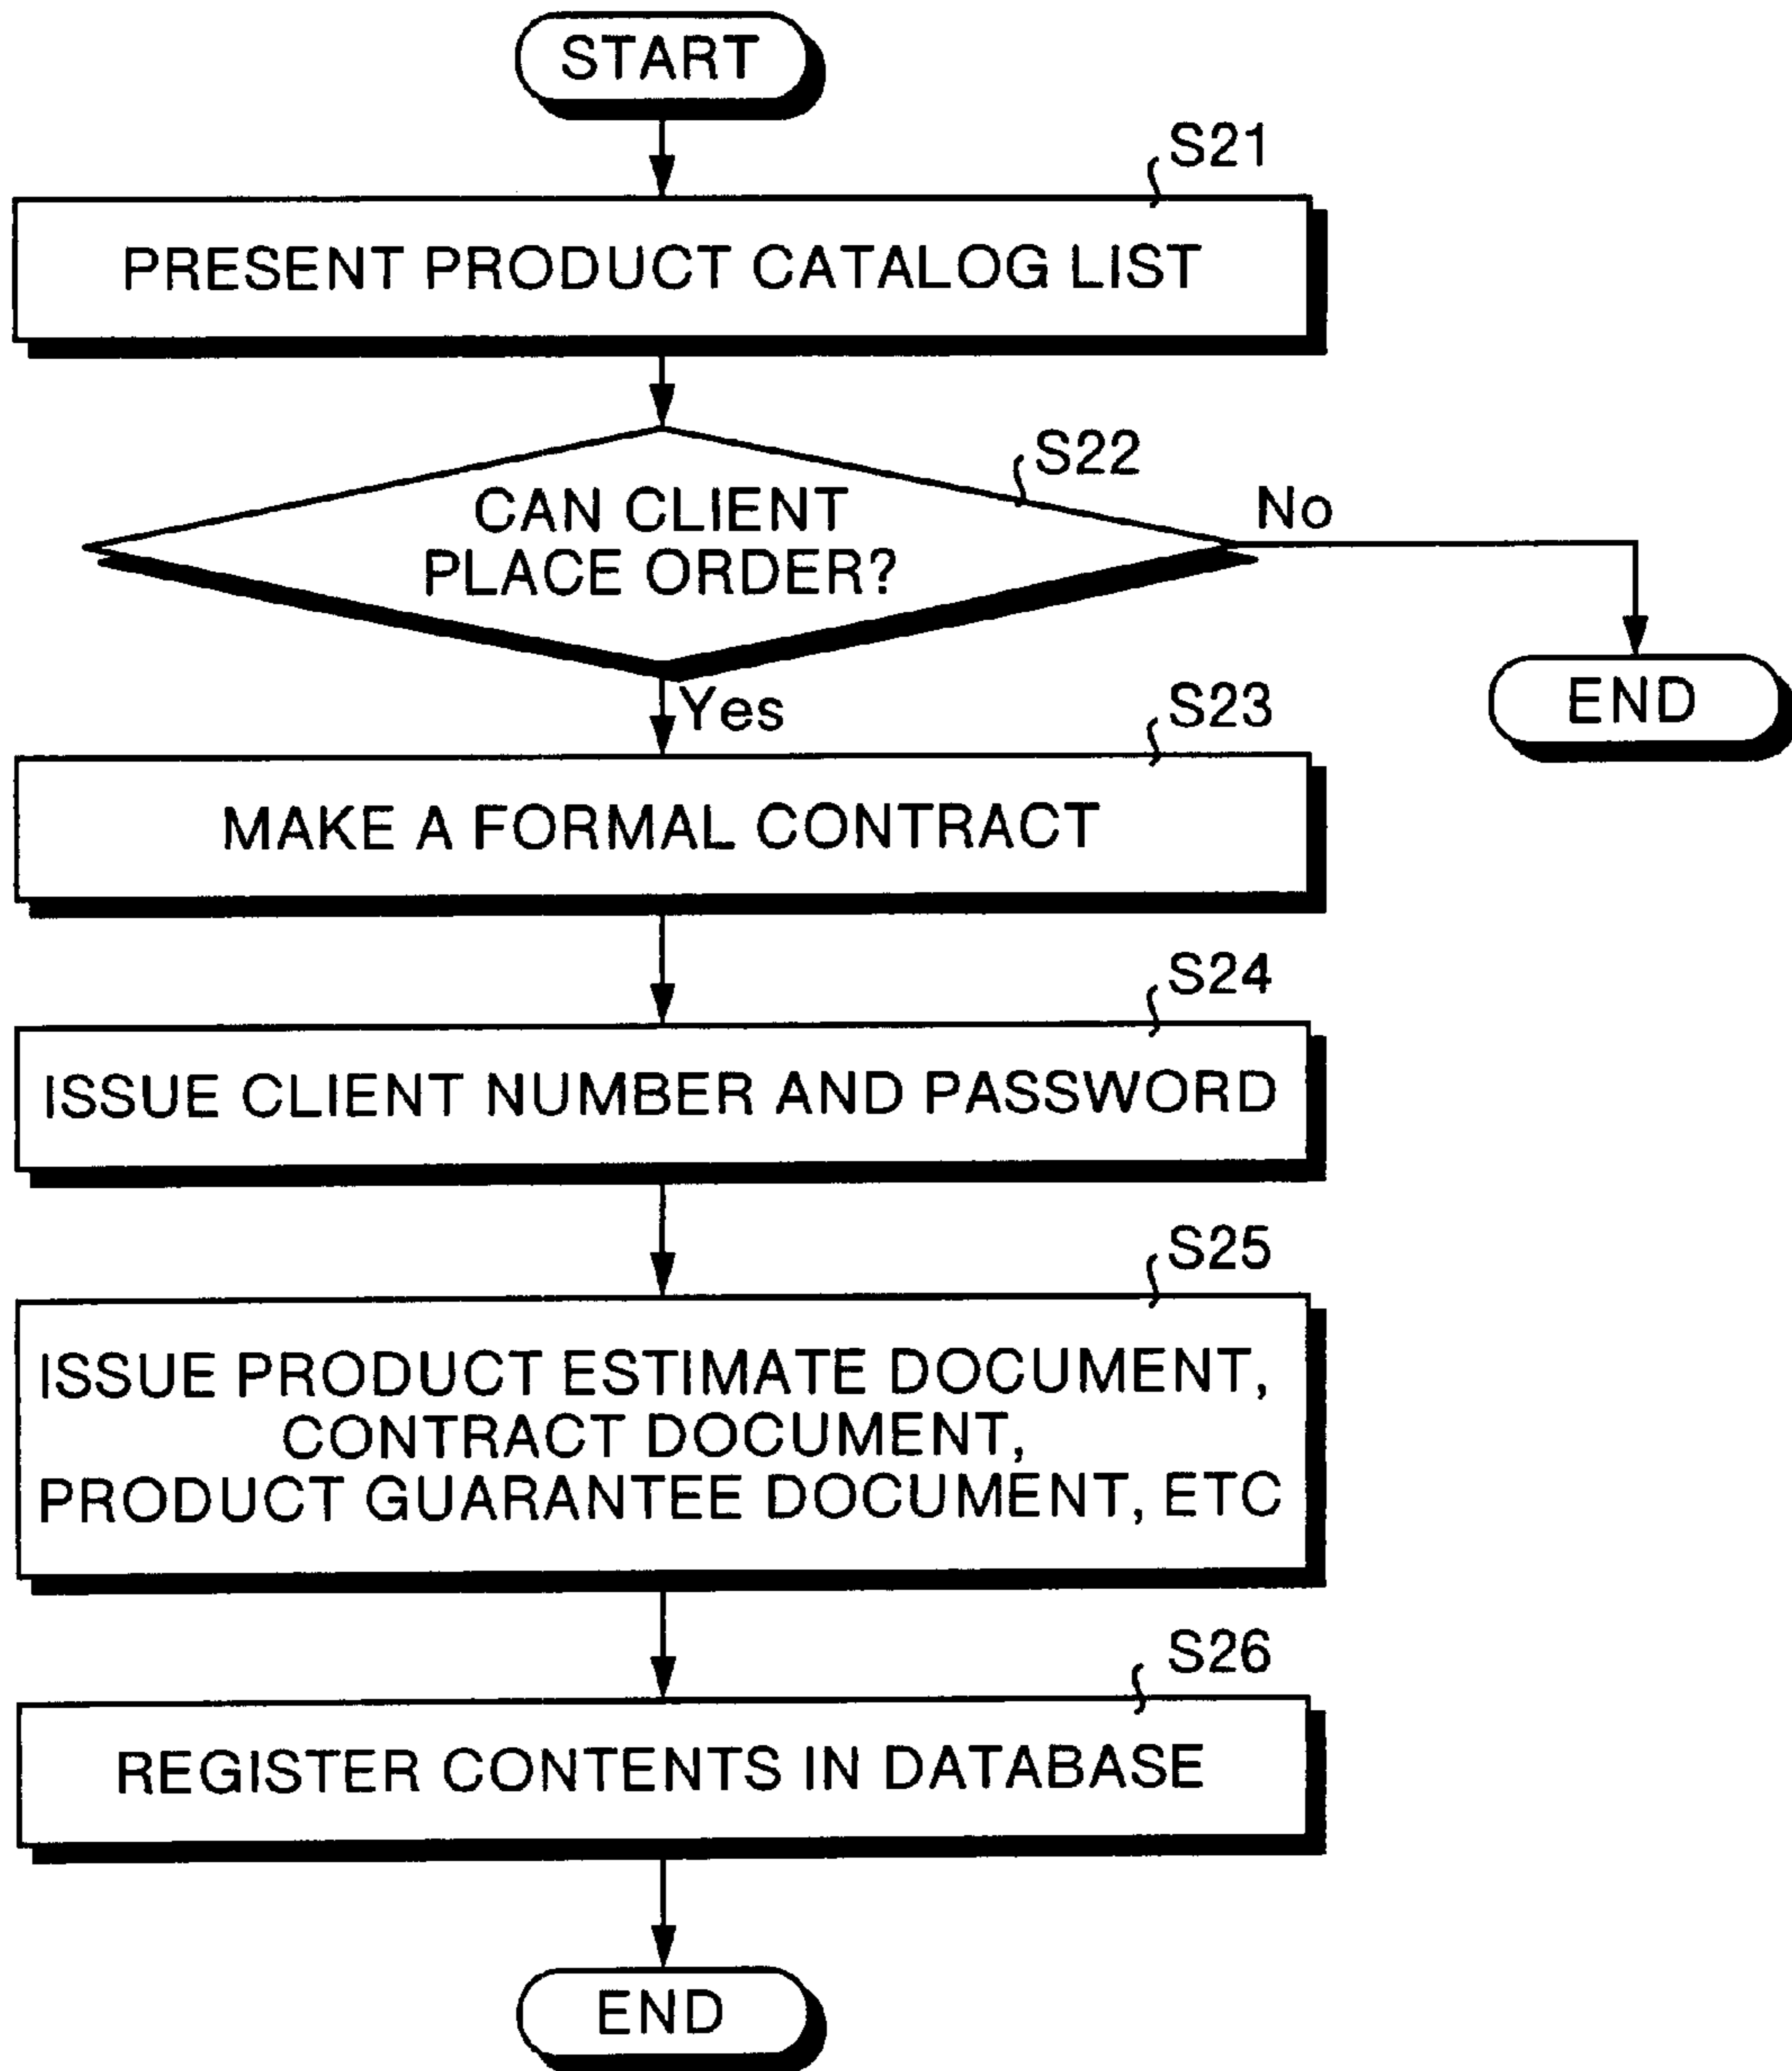 START
S21
PRESENT PRODUCT CATALOG LIST
S22
CAN CLIENT
PLACE ORDER?
No
END
Yes
S23
MAKE A FORMAL CONTRACT
S24
ISSUE CLIENT NUMBER AND PASSWORD
S25
ISSUE PRODUCT ESTIMATE DOCUMENT,
CONTRACT DOCUMENT,
PRODUCT GUARANTEE DOCUMENT, ETC
S26
REGISTER CONTENTS IN DATABASE
END